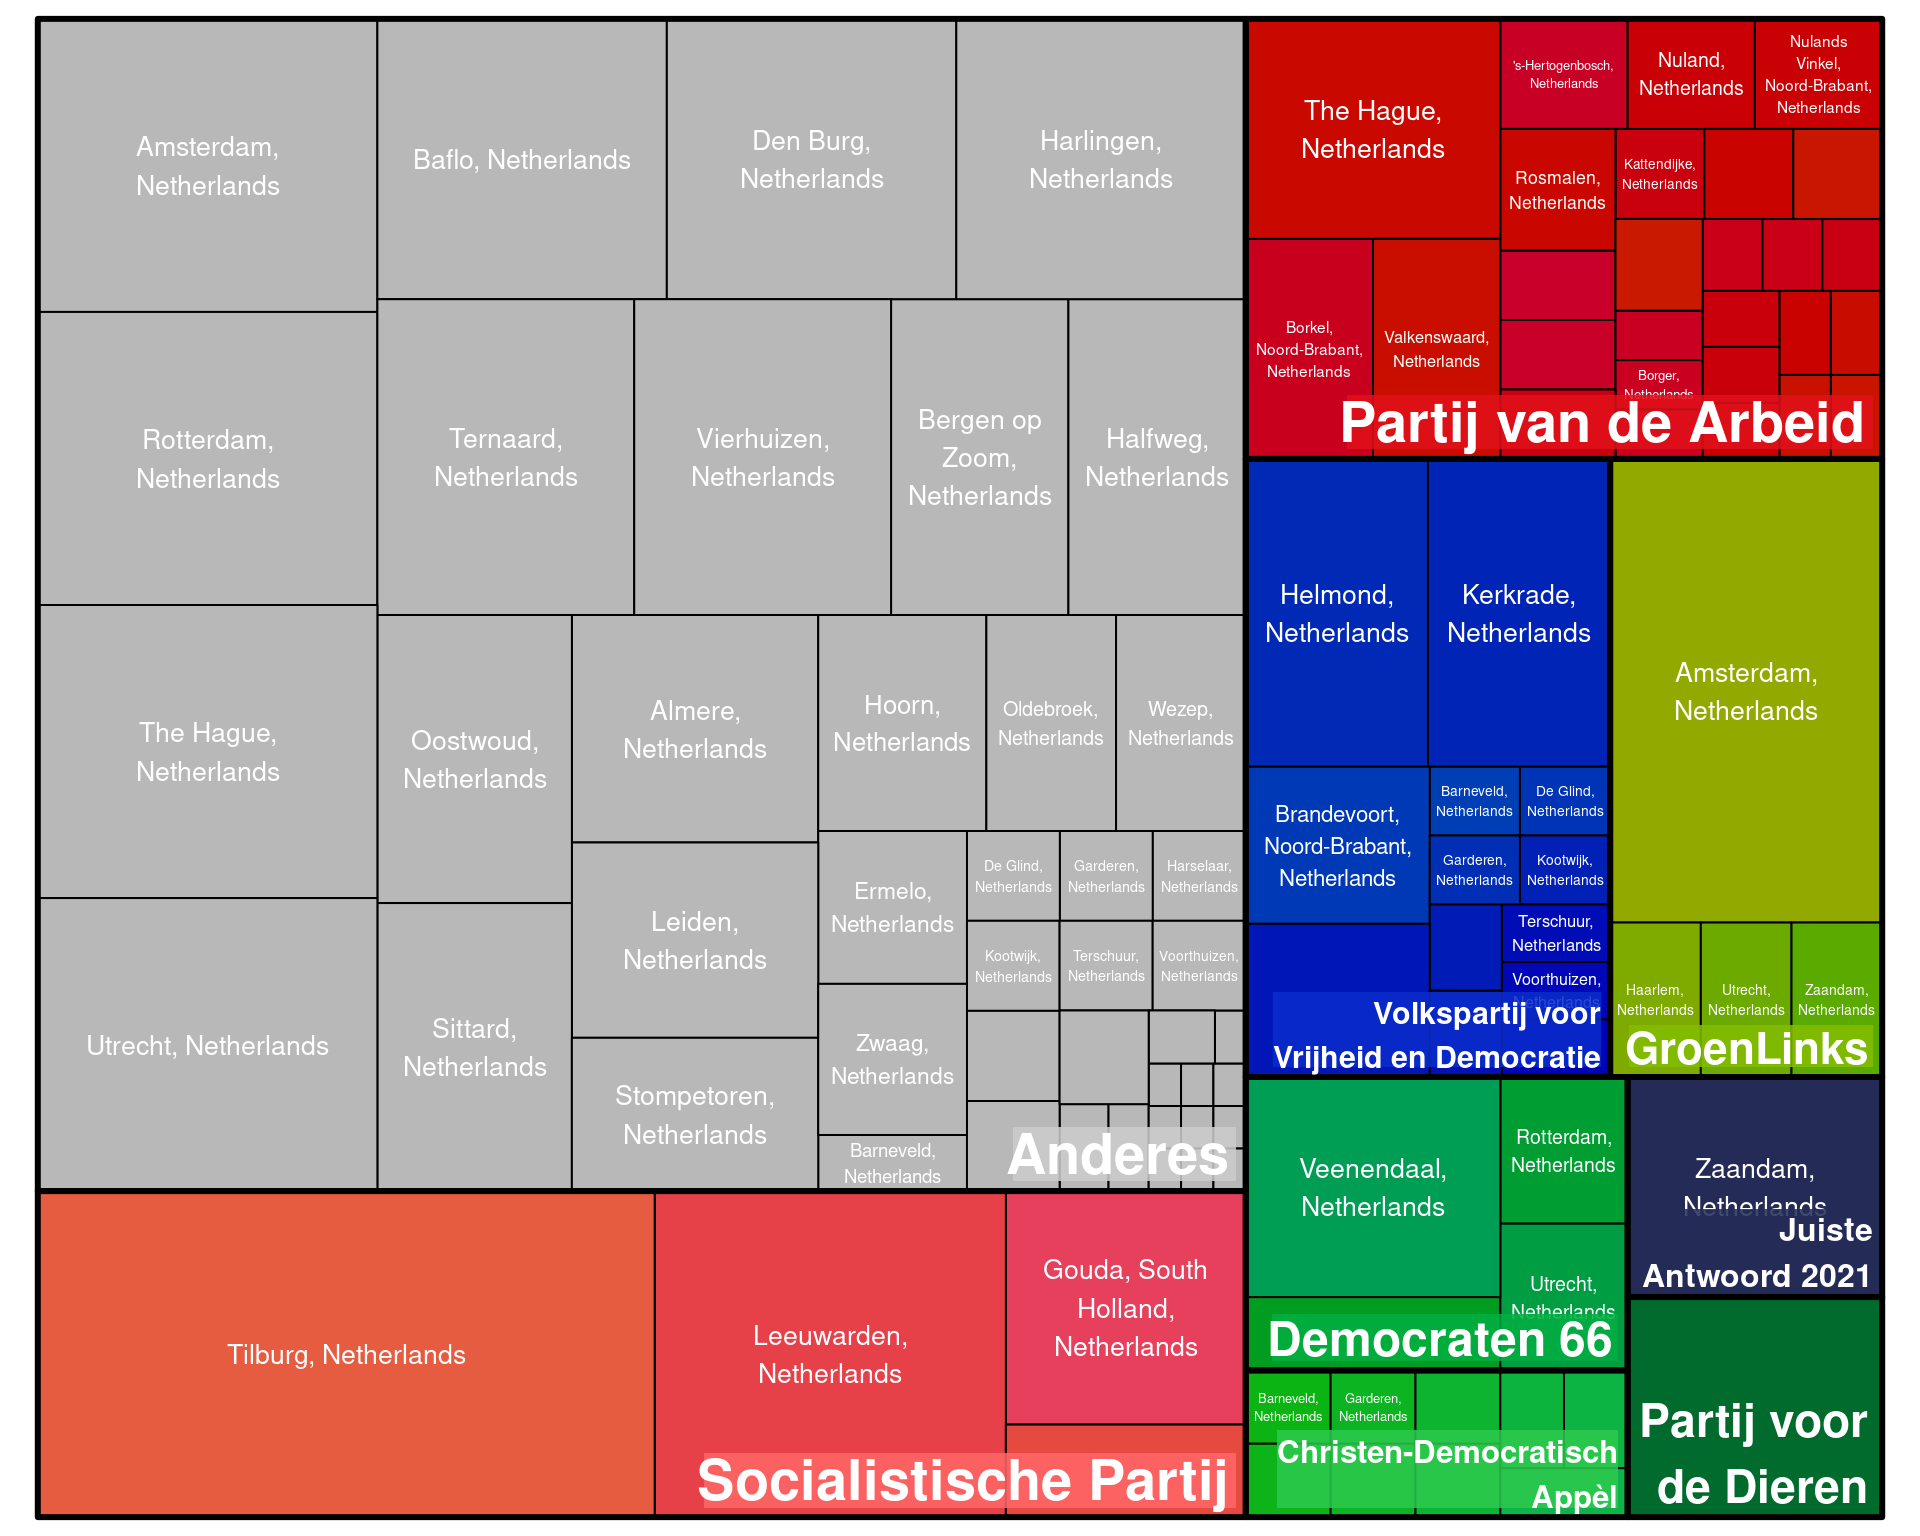 Amsterdam,
Netherlands
Baflo, Netherlands
Den Burg,
Netherlands
Harlingen,
Netherlands
Rotterdam,
Netherlands
Ternaard,
Netherlands
Vierhuizen,
Netherlands
Bergen op
Zoom,
Netherlands
Halfweg,
Netherlands
The Hague,
Netherlands
Oostwoud,
Netherlands
Almere,
Netherlands
Hoorn,
Netherlands
Oldebroek,
Netherlands
Wezep,
Netherlands
Leiden,
Netherlands
Ermelo,
Netherlands
De Glind,
Netherlands
Garderen,
Netherlands
Harselaar,
Netherlands
Kootwijk,
Netherlands
Terschuur,
Netherlands
Voorthuizen,
Netherlands
Utrecht, Netherlands
Sittard,
Netherlands
Stompetoren,
Netherlands
Zwaag,
Netherlands
Barneveld,
Netherlands
Anderes
Tilburg, Netherlands
Leeuwarden,
Netherlands
Gouda, South
Holland,
Netherlands
Socialistische Partij
The Hague,
Netherlands
's-Hertogenbosch,
Netherlands
Nuland,
Netherlands
Nulands
Vinkel,
Noord-Brabant,
Netherlands
Rosmalen,
Netherlands
Kattendijke,
Netherlands
Borkel,
Noord-Brabant,
Netherlands
Valkenswaard,
Netherlands
Borger,
Netherlands
Partij van de Arbeid
Helmond,
Netherlands
Kerkrade,
Netherlands
Brandevoort,
Noord-Brabant,
Netherlands
Barneveld,
Netherlands
De Glind,
Netherlands
Garderen,
Netherlands
Kootwijk,
Netherlands
Terschuur,
Netherlands
Voorthuizen,
Netherlands
Volkspartij voor
Vrijheid en Democratie
Amsterdam,
Netherlands
Haarlem,
Netherlands
Utrecht,
Netherlands
Zaandam,
Netherlands
GroenLinks
Veenendaal,
Netherlands
Rotterdam,
Netherlands
Utrecht,
Netherlands
Democraten 66
Zaandam,
Netherlands
Juiste
Antwoord 2021
Barneveld,
Netherlands
Garderen,
Netherlands
Christen-Democratisch
Appèl
Partij voor
de Dieren